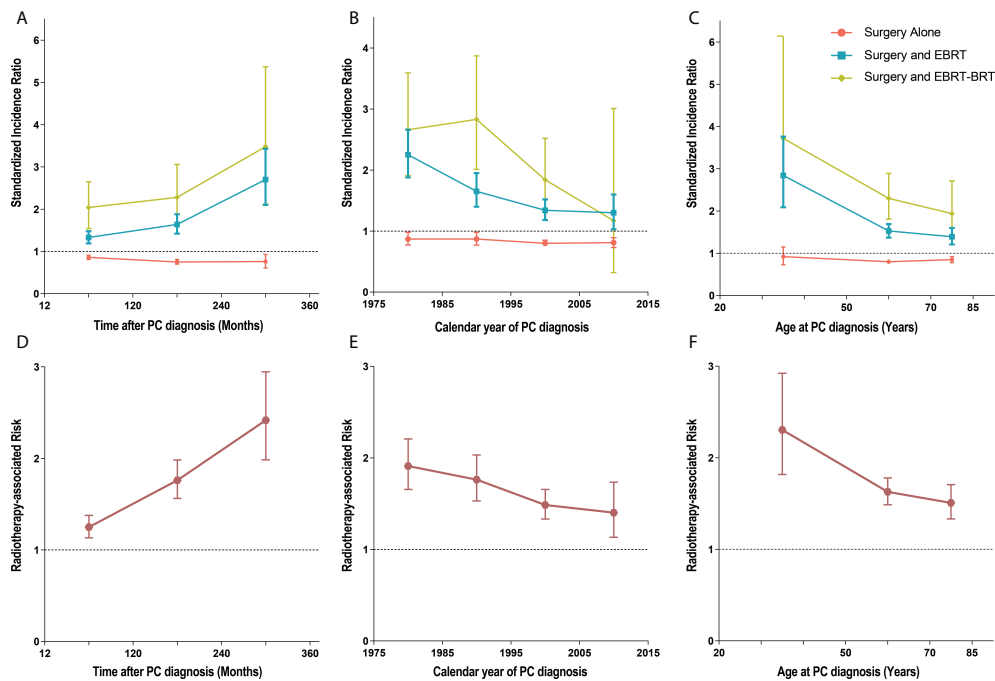 A
Standardized Incidence Ratio
6
5
4
3
2
1
0
12
120
240
360
Time after PC diagnosis (Months)
B
Standardized Incidence Ratio
4
3
2
1
0
1975
1985
1995
2005
2015
Calendar year of PC diagnosis
C
Standardized Incidence Ratio
6
4
3
2
1
0
20
50
70
85
Age at PC diagnosis (Years)
Surgery Alone
Surgery and EBRT
Surgery and EBRT-BRT
D
Radiotherapy-associated Risk
3
2
1
0
12
120
240
360
Time after PC diagnosis (Months)
E
Radiotherapy-associated Risk
3
2
1
0
1975
1985
1995
2005
2015
Calendar year of PC diagnosis
F
Radiotherapy-associated Risk
3
2
1
0
20
50
70
85
Age at PC diagnosis (Years)